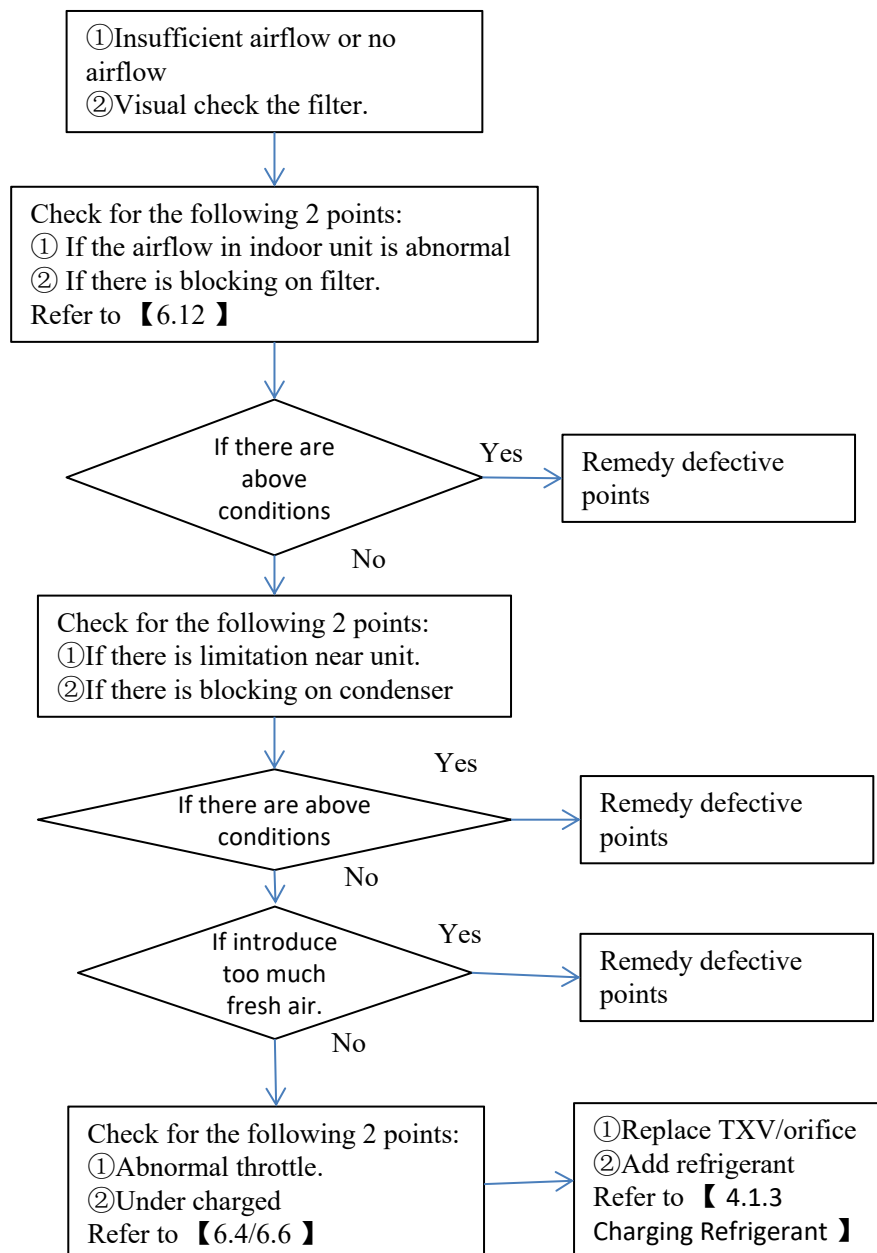 ①Insufficient airflow or no
airflow
②Visual check the filter.
Check for the following 2 points:
① If the airflow in indoor unit is abnormal
② If there is blocking on filter.
Refer to 【6.12 】
If there are
above
conditions
Yes
Remedy defective
points
No
Check for the following 2 points:
①If there is limitation near unit.
②If there is blocking on condenser
Yes
If there are above
conditions
Remedy defective
points
No
If introduce
too much
fresh air.
Yes
Remedy defective
points
No
Check for the following 2 points:
①Abnormal throttle.
②Under charged
Refer to 【6.4/6.6 】
①Replace TXV/orifice
②Add refrigerant
Refer to 【 4.1.3
Charging Refrigerant 】